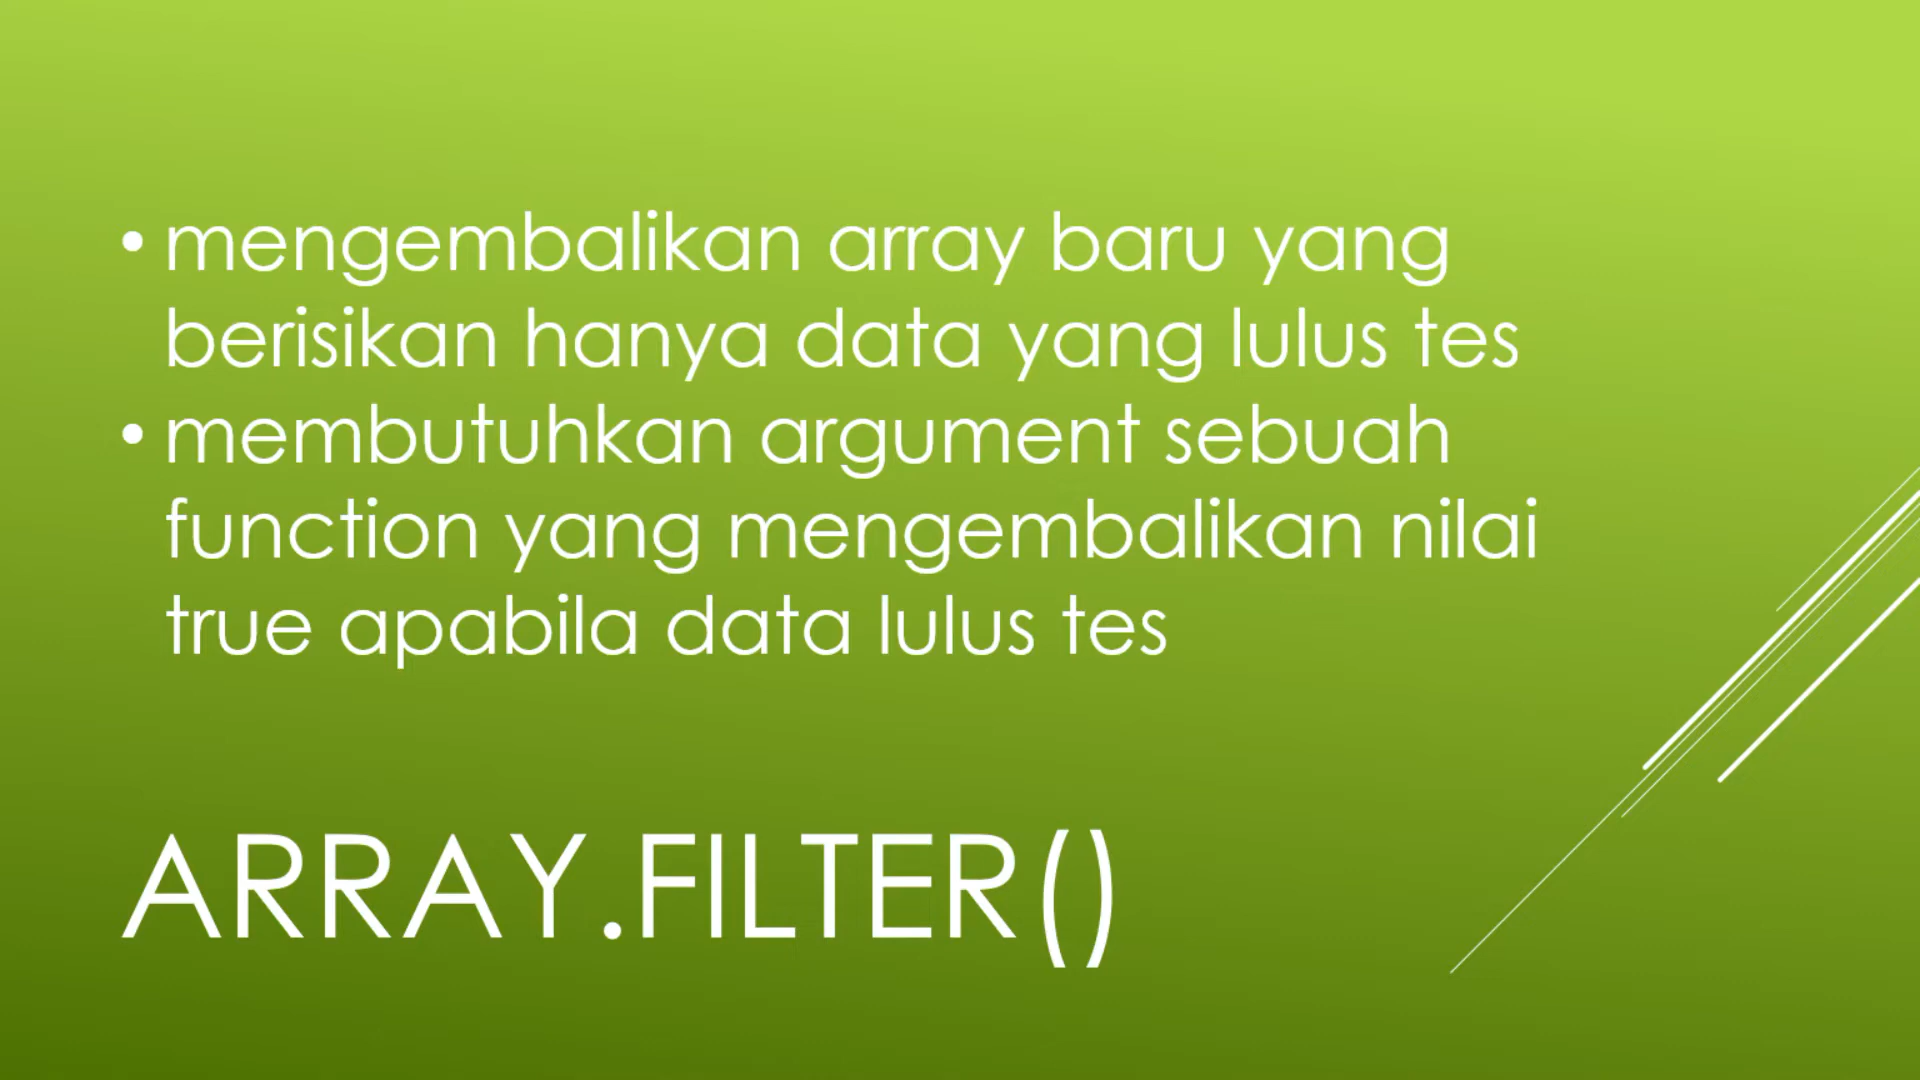 • mengembalikan array baru yang
berisikan hanya data yang lulus tes
• membutuhkan argument sebuah
function yang mengembalikan nilai
true apabila data lulus tes
ARRAY.FILTER()